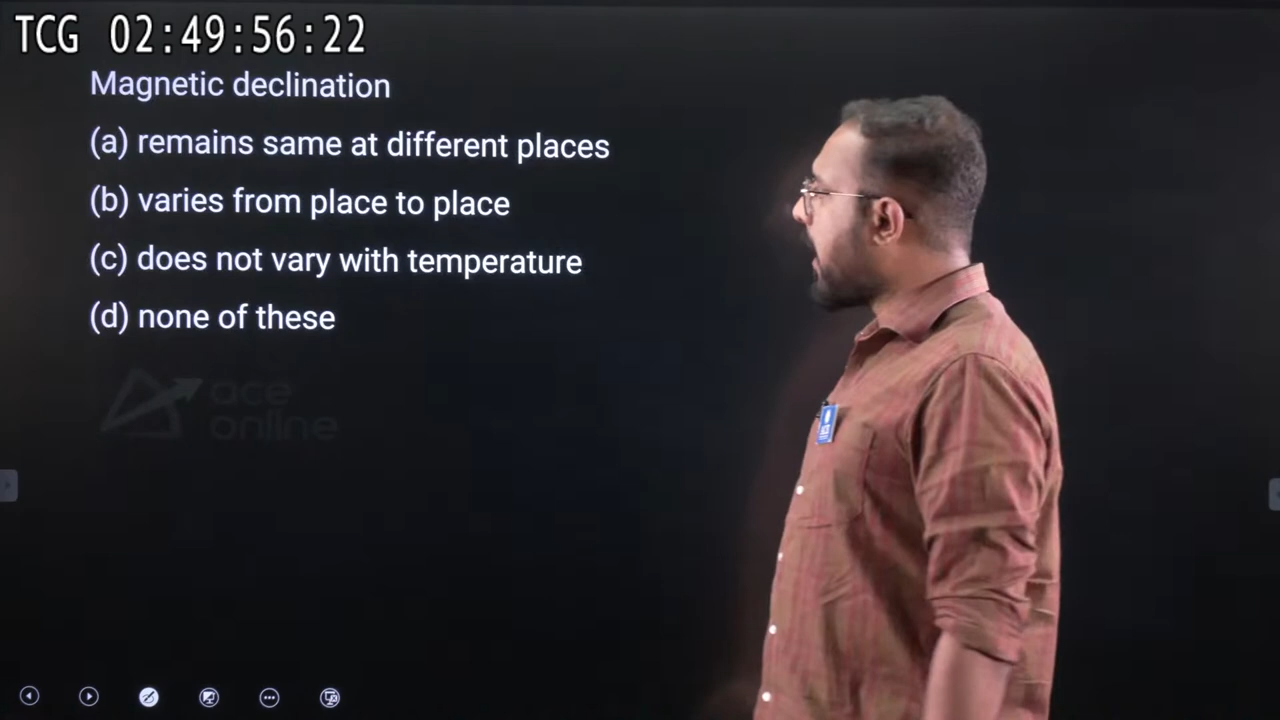 TCG 02:49:56:22
Magnetic declination
(a) remains same at different places
(b) varies from place to place
(c) does not vary with temperature
(d) none of these
ace
online